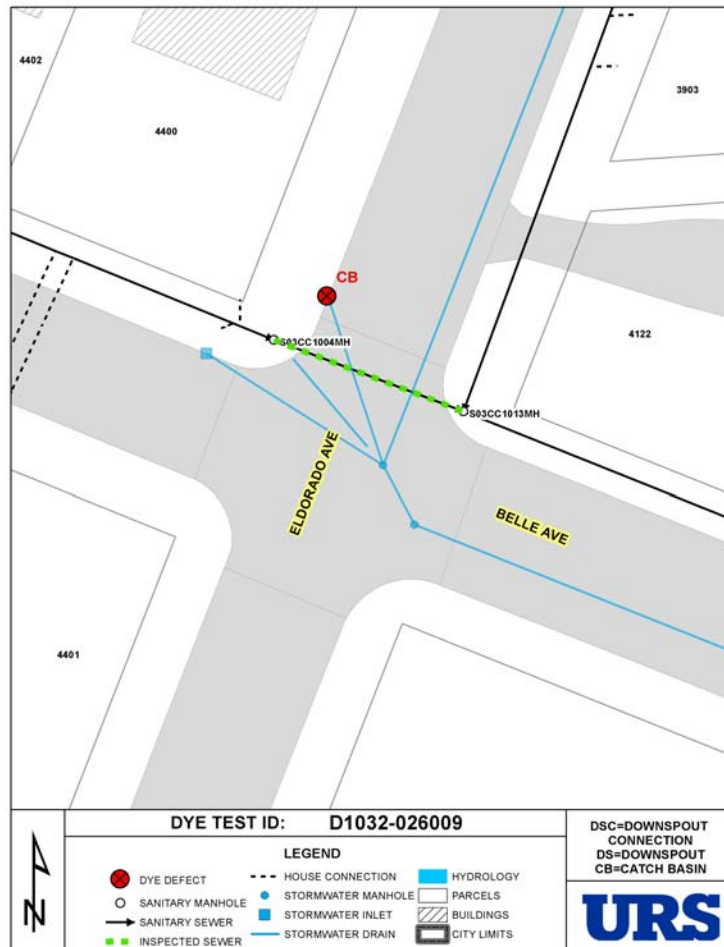 4402
4400
3903
CB
4122
S03CC1004MH
S03CC1013MH
ELDORADO AVE
BELLE AVE
4401
DYE TEST ID: D1032-026009
LEGEND
DYE DEFECT
SANITARY MANHOLE
SANITARY SEWER
INSPECTED SEWER
HOUSE CONNECTION
STORMWATER MANHOLE
STORMWATER INLET
STORMWATER DRAIN
HYDROLOGY
PARCELS
BUILDINGS
CITY LIMITS
DSC=DOWNSPOUT
CONNECTION
DS=DOWNSPOUT
CB=CATCH BASIN
URS
N